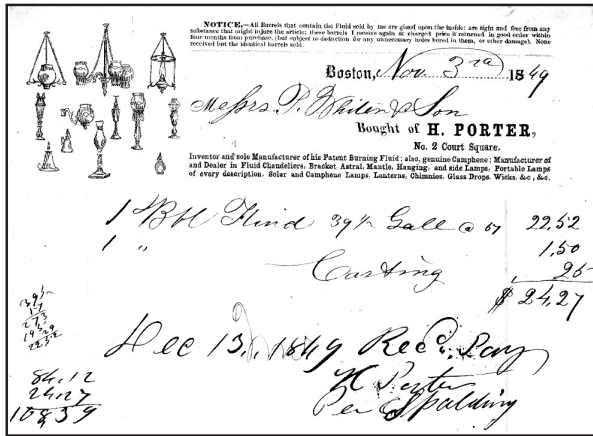 NOTICE.—All Barrels that contain the Fluid sold by me are glued upon the inside; are tight and free from any
substance that might injure the article; these barrels I receive again at charged price if returned in good order within
four months from purchase, (but subject to deduction for any unnecessary holes bored in them, or other damage). None
received but the identical barrels sold.
Boston, Nov. 3rd 1849
Messrs. P. Whitin & Son
Bought of H. PORTER,
No. 2 Court Square.
Inventor and sole Manufacturer of his Patent Burning Fluid; also, genuine Camphene; Manufacturer of
and Dealer in Fluid Chandeliers, Bracket, Astral, Mantle, Hanging, and side Lamps, Portable Lamps
of every description. Solar and Camphene Lamps, Lanterns, Chimnies, Glass Drops, Wicks, &c., &c.
1 Bbl Fluid 39½ Gall @ 57 22,52
1 " 1,50
Carting 25
$ 24,27
Dec 13, 1849 Recd. Pay
H Porter
Per Spalding
84.12
24.27
10839